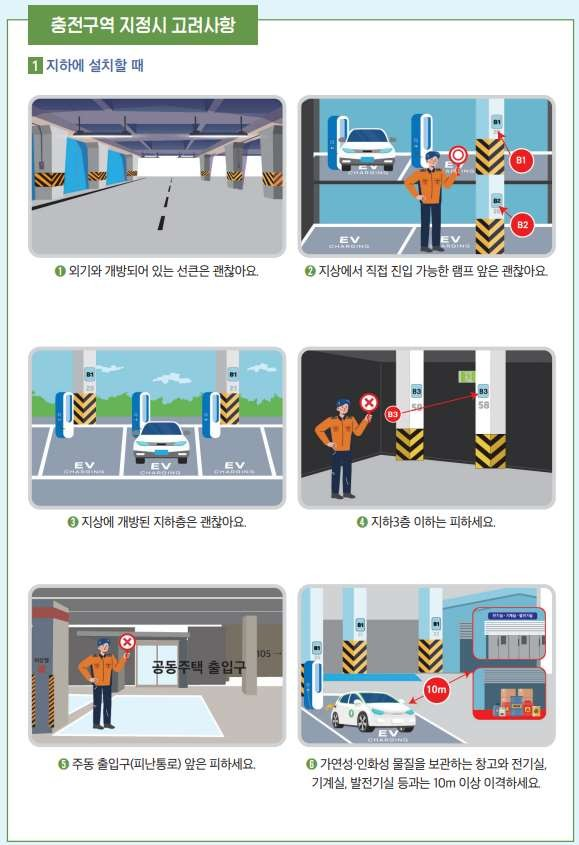 충전구역 지정시 고려사항
1 지하에 설치할 때
B1
B1
B2
B2
EV
CHARGING
EV
CHARGING
EV
CHARGING
CHARGING
❶ 외기와 개방되어 있는 선큰은 괜찮아요.
❷ 지상에서 직접 진입 가능한 램프 앞은 괜찮아요.
B1
B1
21
EV
CHARGING
EV
CHARGING
EV
CHARGING
B3
B3
B3
58
❸ 지상에 개방된 지하층은 괜찮아요.
❹ 지하3층 이하는 피하세요.
공동주택 출입구
105 →
B1
B1
B1
10m
EV
CHARGING
❺ 주동 출입구(피난통로) 앞은 피하세요.
❻ 가연성·인화성 물질을 보관하는 창고와 전기실,
기계실, 발전기실 등과는 10m 이상 이격하세요.